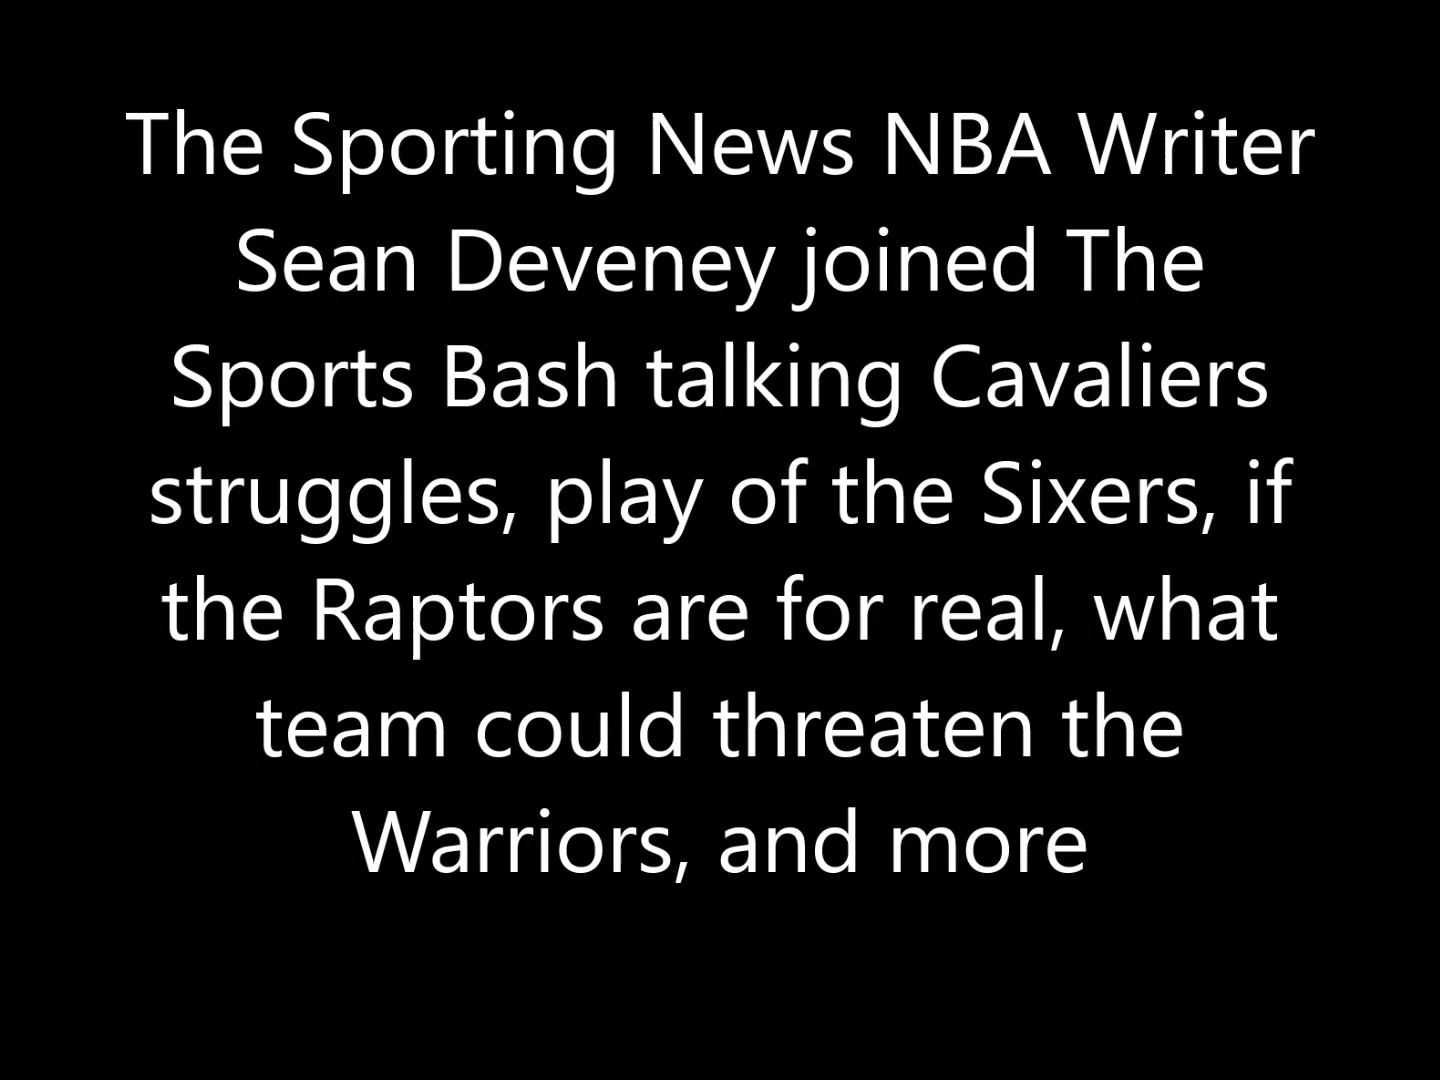 The Sporting News NBA Writer
Sean Deveney joined The
Sports Bash talking Cavaliers
struggles, play of the Sixers, if
the Raptors are for real, what
team could threaten the
Warriors, and more